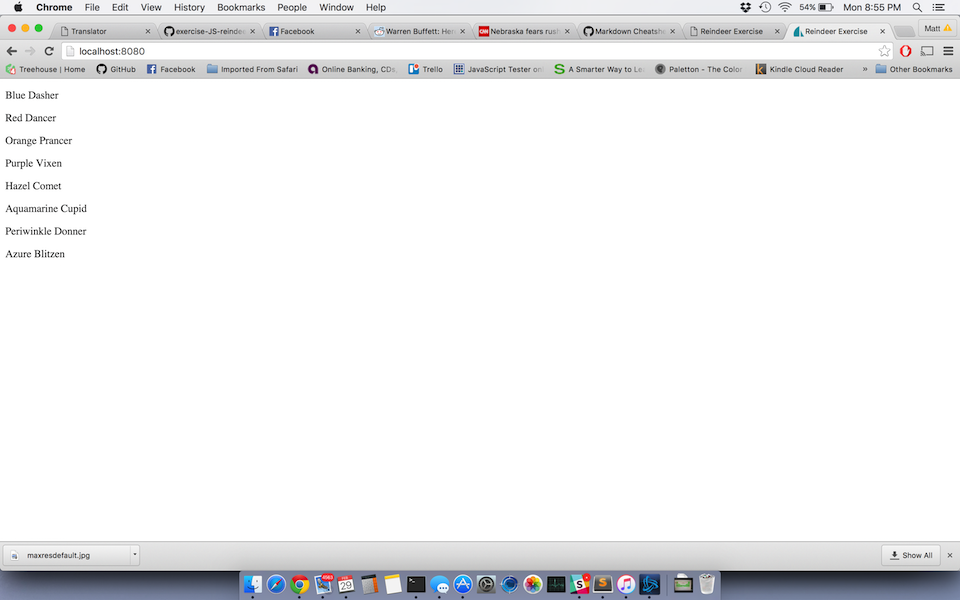 Chrome File Edit View History Bookmarks People Window Help 54% Mon 8:55 PM
Translator exercise-JS-reinde Facebook Warren Buffett: Hen Nebraska fears rush Markdown Cheatshe Reindeer Exercise Reindeer Exercise Matt
localhost:8080
Treehouse | Home GitHub Facebook Imported From Safari Online Banking, CDs, Trello JavaScript Tester onl A Smarter Way to Le Paletton - The Color Kindle Cloud Reader » Other Bookmarks
Blue Dasher
Red Dancer
Orange Prancer
Purple Vixen
Hazel Comet
Aquamarine Cupid
Periwinkle Donner
Azure Blitzen
maxresdefault.jpg Show All
29